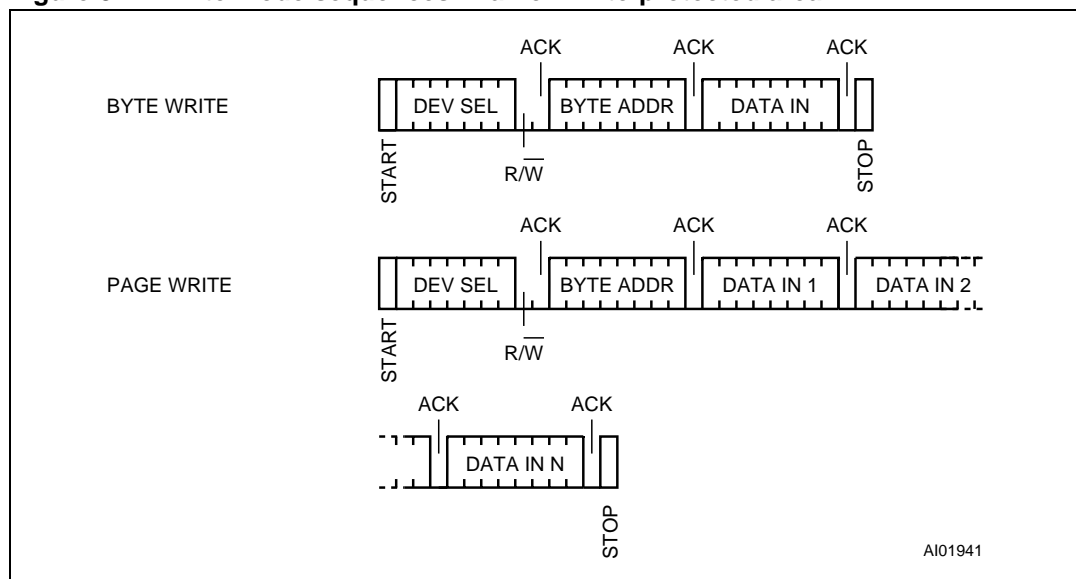 ACK ACK ACK
BYTE WRITE DEV SEL BYTE ADDR DATA IN
START R/W STOP
ACK ACK ACK
PAGE WRITE DEV SEL BYTE ADDR DATA IN 1 DATA IN 2
START R/W
ACK ACK
DATA IN N
STOP
AI01941